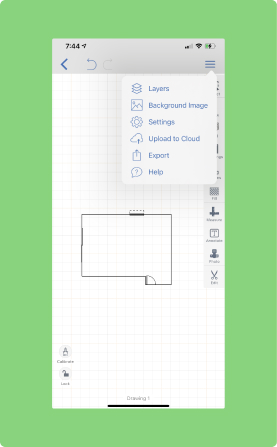 7:44
Layers
Background Image
Settings
Upload to Cloud
Export
Help
Fill
Measure
Annotate
Photo
Edit
Calibrate
Lock
Drawing 1